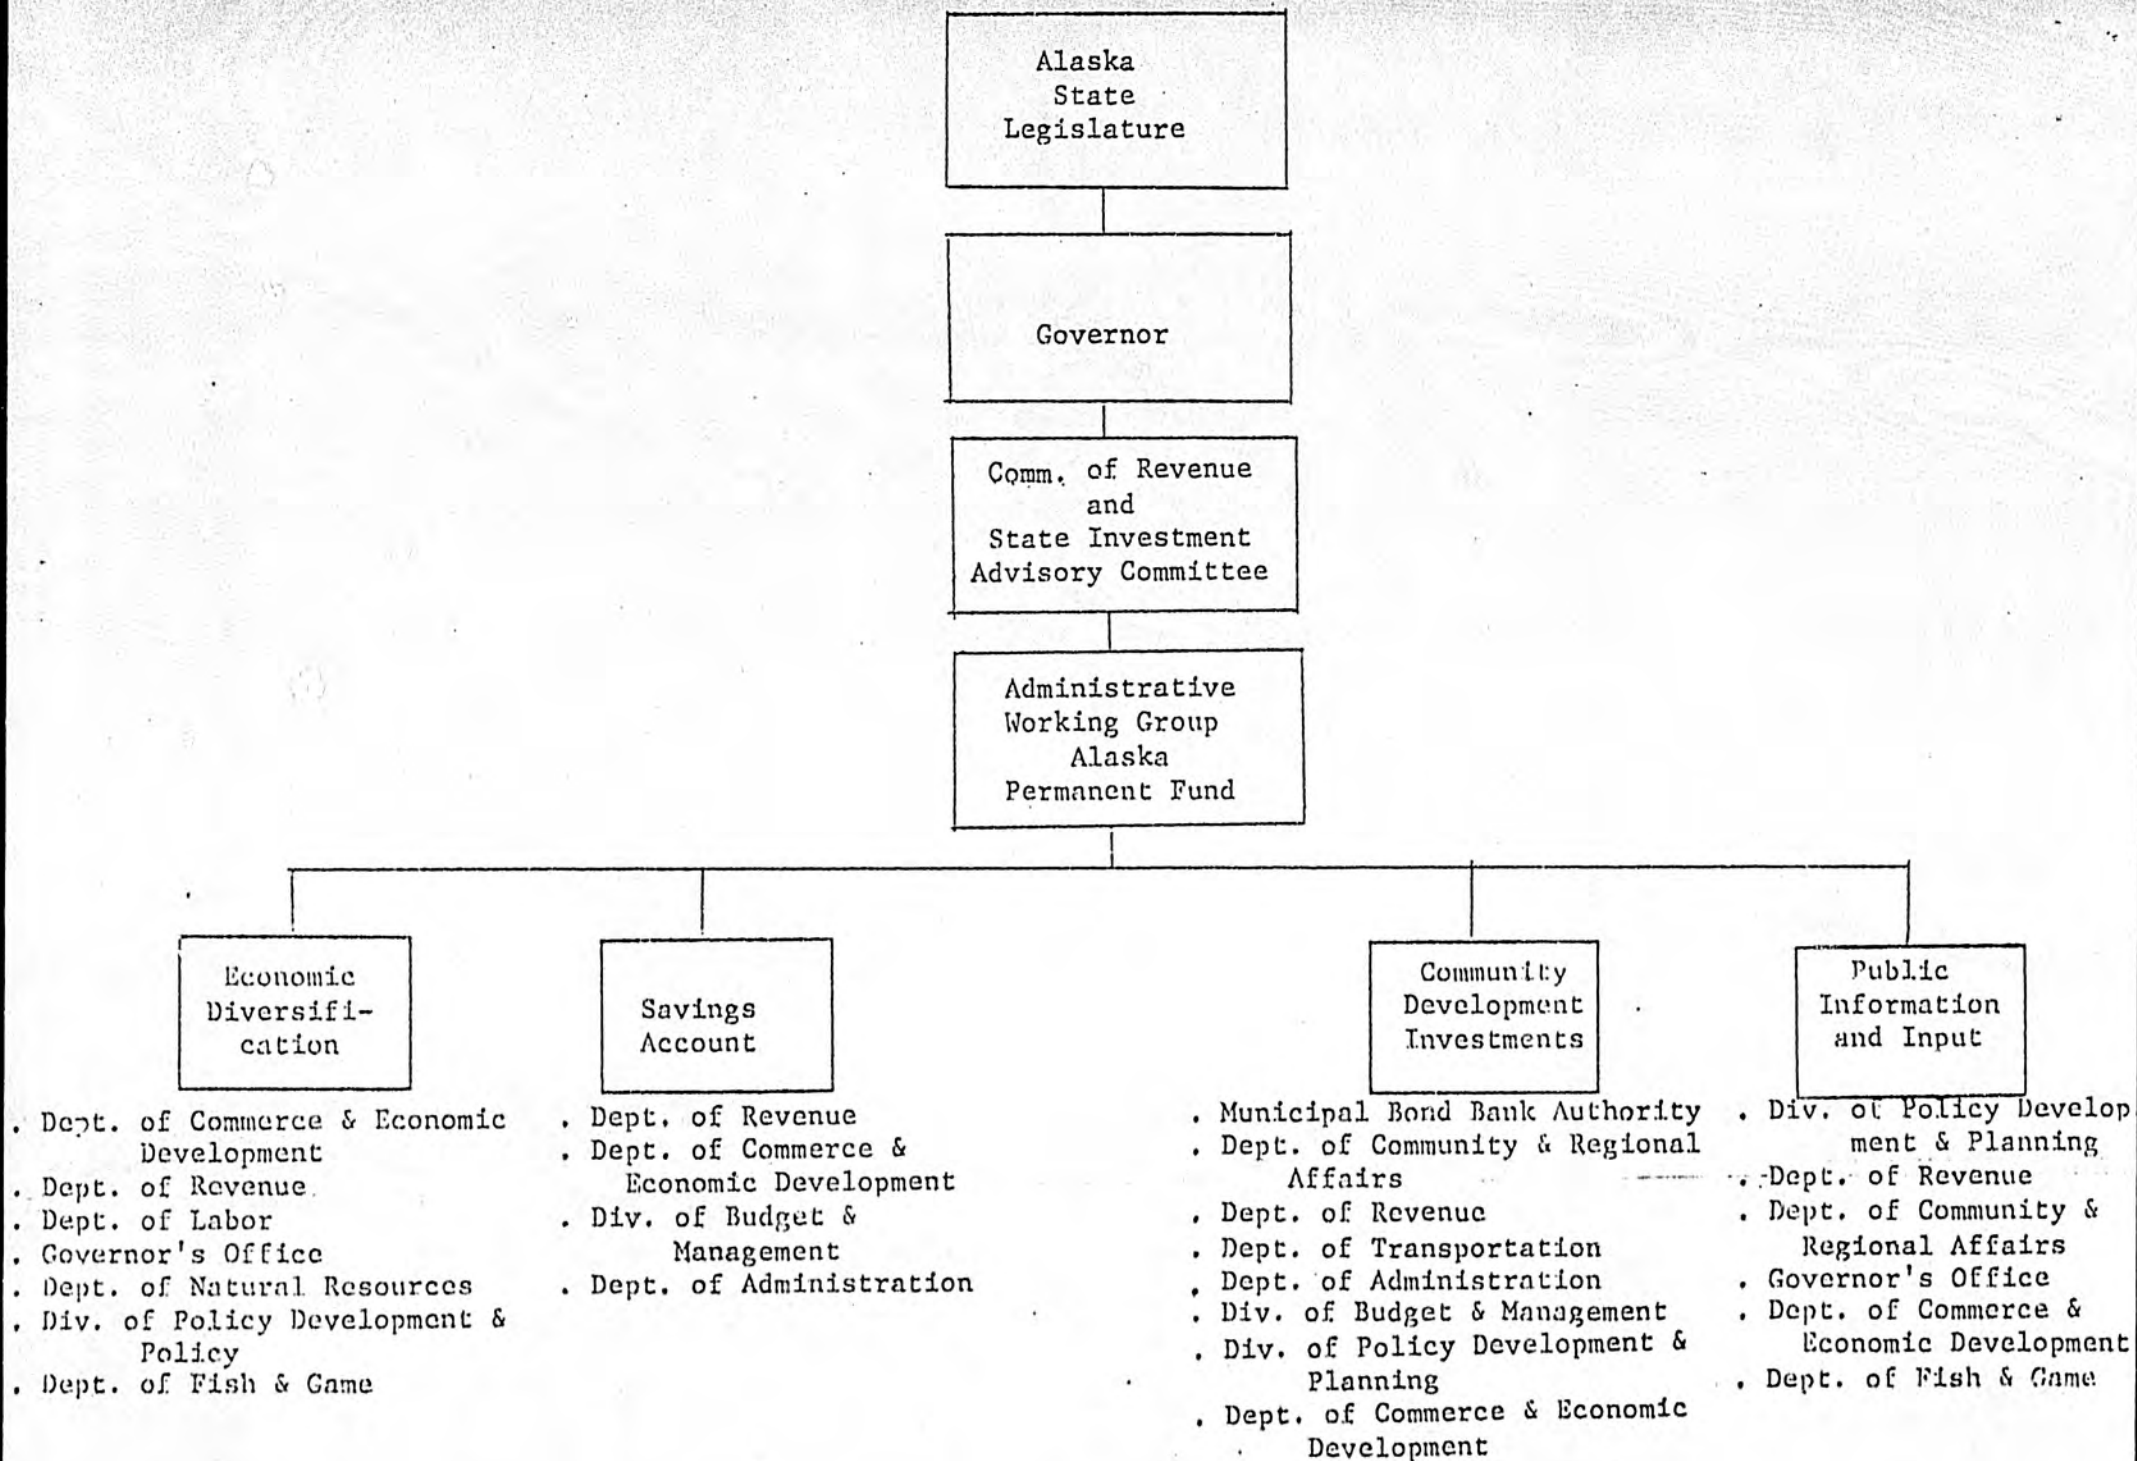 Alaska
State
Legislature
Governor
Comm. of Revenue
and
State Investment
Advisory Committee
Administrative
Working Group
Alaska
Permanent Fund
Economic
Diversifi-
cation
. Dept. of Commerce & Economic
Development
. Dept. of Revenue
. Dept. of Labor
. Governor's Office
. Dept. of Natural Resources
. Div. of Policy Development &
Policy
. Dept. of Fish & Game
Savings
Account
. Dept. of Revenue
. Dept. of Commerce &
Economic Development
. Div. of Budget &
Management
. Dept. of Administration
Community
Development
Investments
. Municipal Bond Bank Authority
. Dept. of Community & Regional
Affairs
. Dept. of Revenue
. Dept. of Transportation
. Dept. of Administration
. Div. of Budget & Management
. Div. of Policy Development &
Planning
. Dept. of Commerce & Economic
Development
Public
Information
and Input
. Div. of Policy Develop
ment & Planning
. Dept. of Revenue
. Dept. of Community &
Regional Affairs
. Governor's Office
. Dept. of Commerce &
Economic Development
. Dept. of Fish & Game